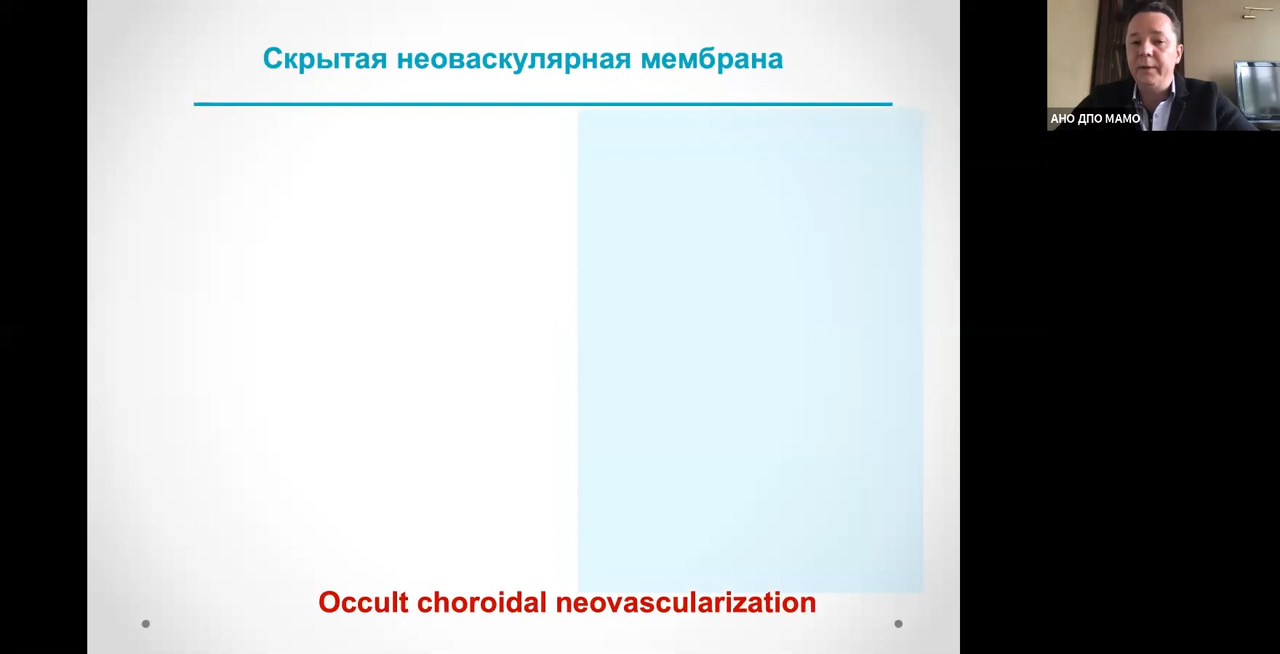 Скрытая неоваскулярная мембрана
АНО ДПО МАМО
Occult choroidal neovascularization